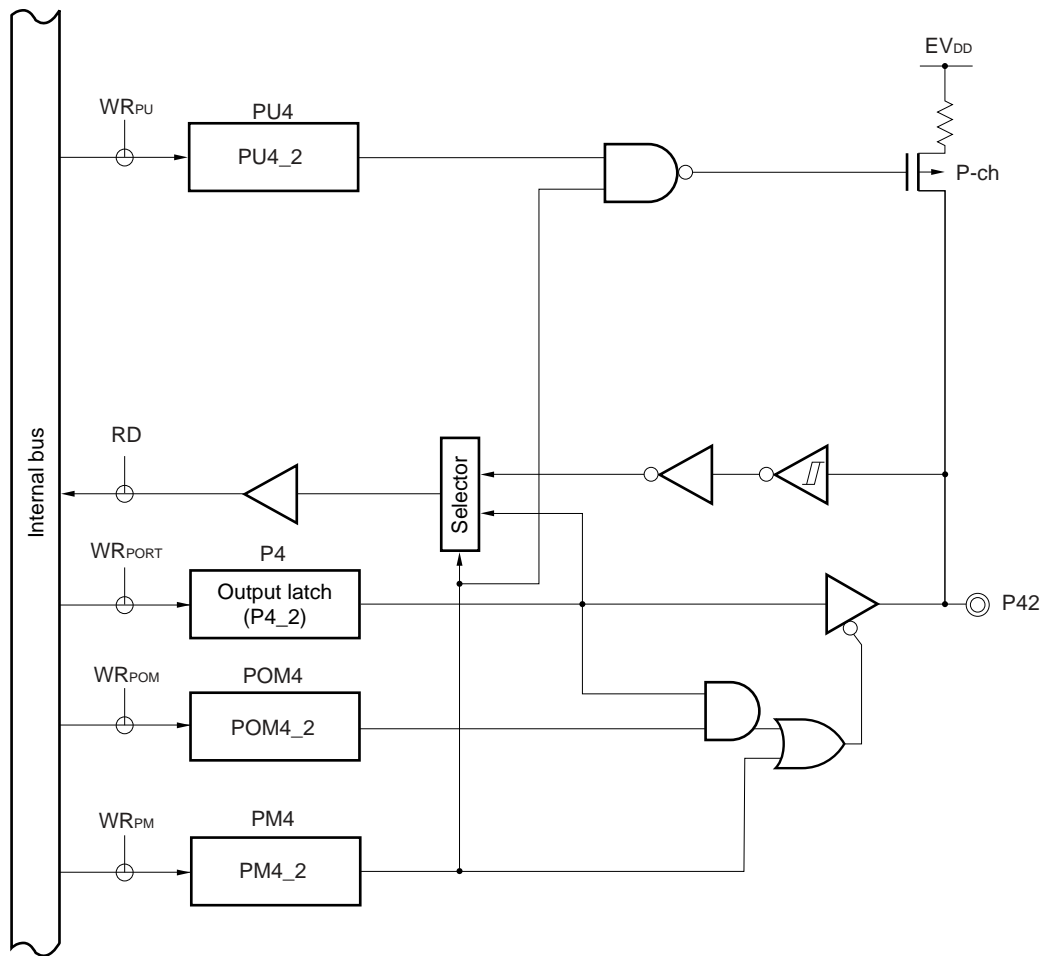 EVDD
WRPU
PU4
PU4_2
P-ch
Internal bus
RD
Selector
WRPORT
P4
Output latch
(P4_2)
P42
WRPOM
POM4
POM4_2
WRPM
PM4
PM4_2